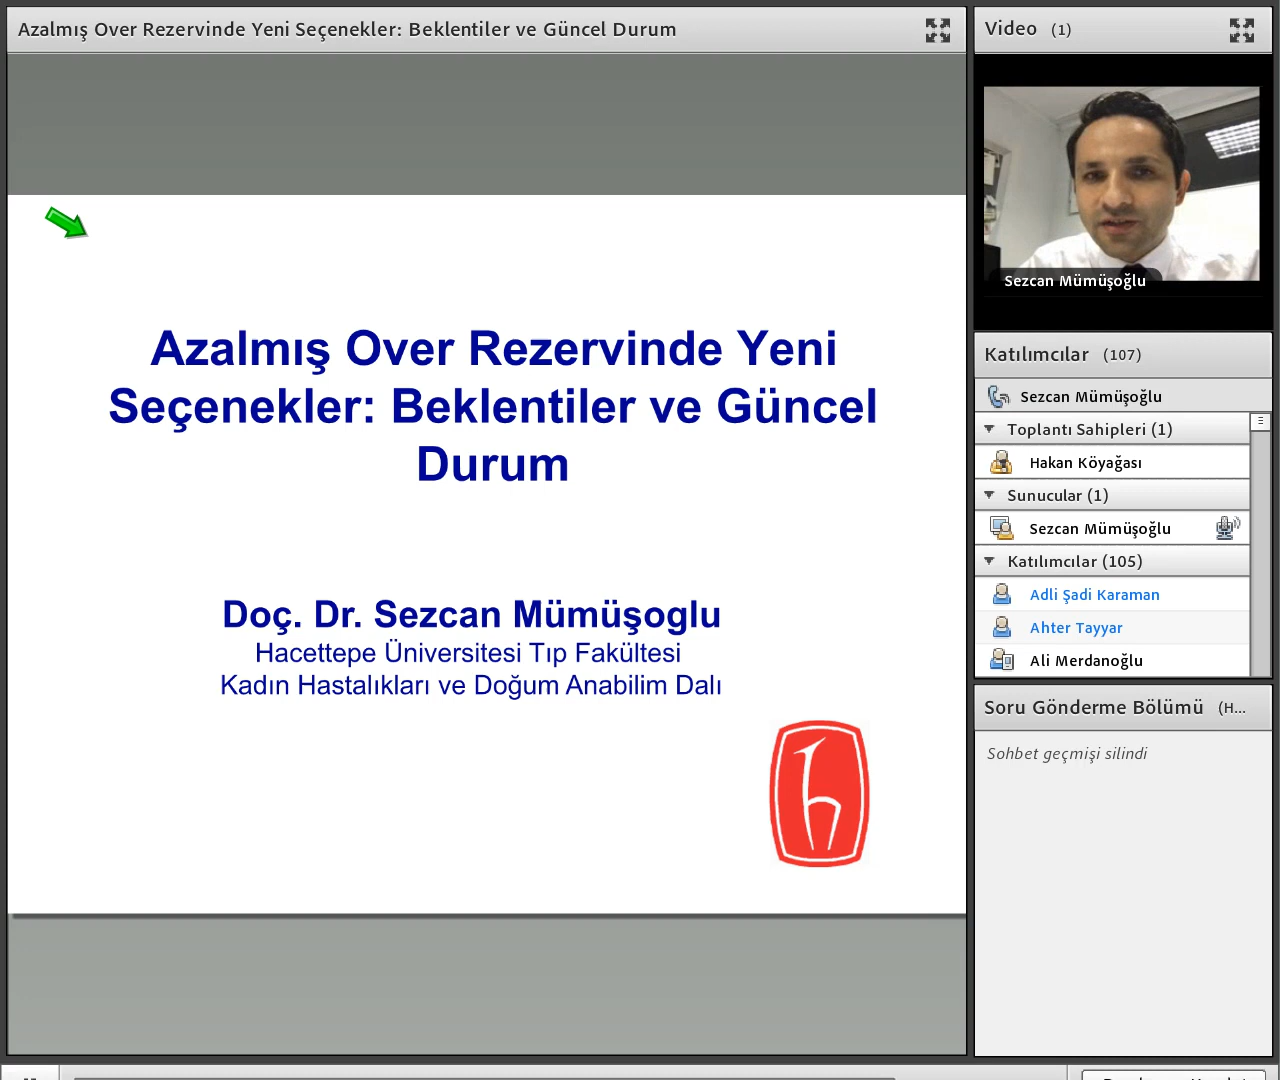 Azalmış Over Rezervinde Yeni Seçenekler: Beklentiler ve Güncel Durum
Azalmış Over Rezervinde Yeni
Seçenekler: Beklentiler ve Güncel
Durum
Doç. Dr. Sezcan Mümüşoglu
Hacettepe Üniversitesi Tıp Fakültesi
Kadın Hastalıkları ve Doğum Anabilim Dalı
Video (1)
Sezcan Mümüşoğlu
Katılımcılar (107)
Sezcan Mümüşoğlu
Toplantı Sahipleri (1)
Hakan Köyağası
Sunucular (1)
Sezcan Mümüşoğlu
Katılımcılar (105)
Adli Şadi Karaman
Ahter Tayyar
Ali Merdanoğlu
Soru Gönderme Bölümü (H...
Sohbet geçmişi silindi